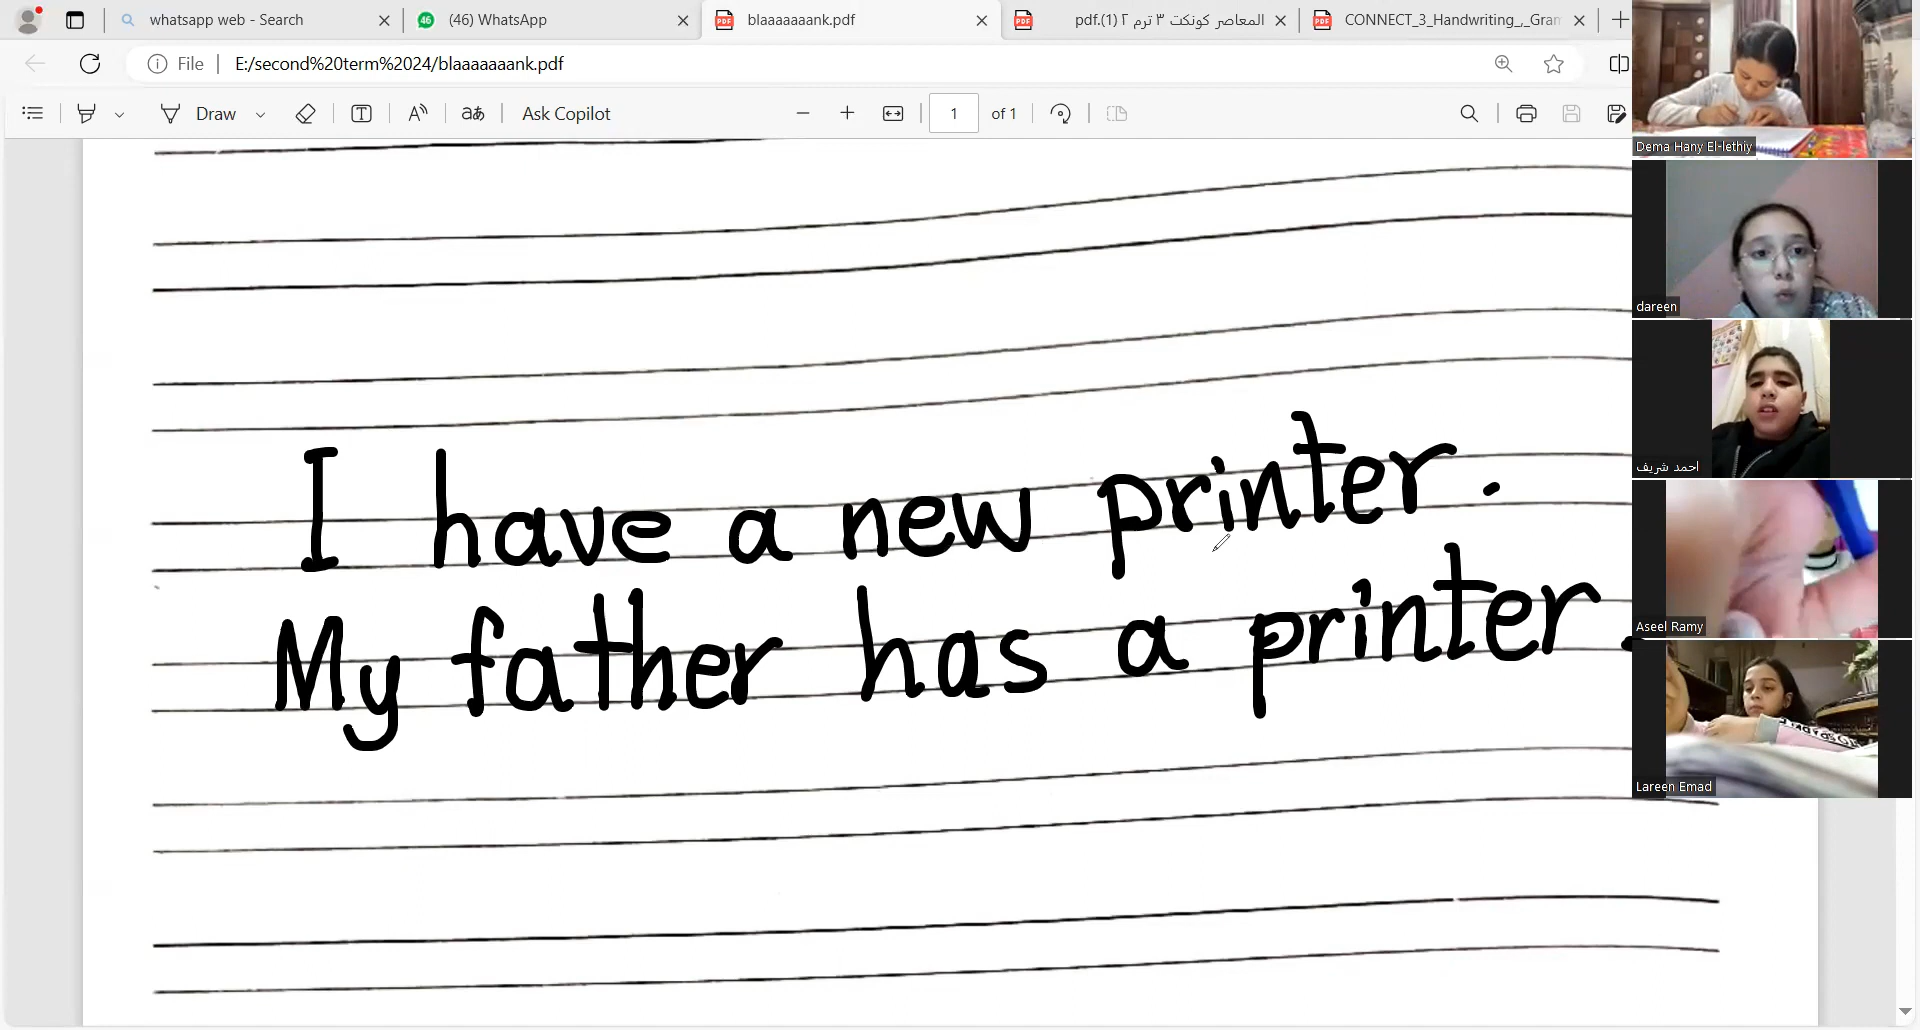 whatsapp web - Search
(46) WhatsApp
blaaaaaaank.pdf
المعاصر كونكت ٣ ترم ٢ (1).pdf
CONNECT_3_Handwriting_,_Gran
File
E:/second%20term%2024/blaaaaaaank.pdf
Draw
Ask Copilot
1 of 1
I have a new printer.
My father has a printer.
Dema Hany El-lethiy
dareen
احمد شريف
Aseel Ramy
Lareen Emad